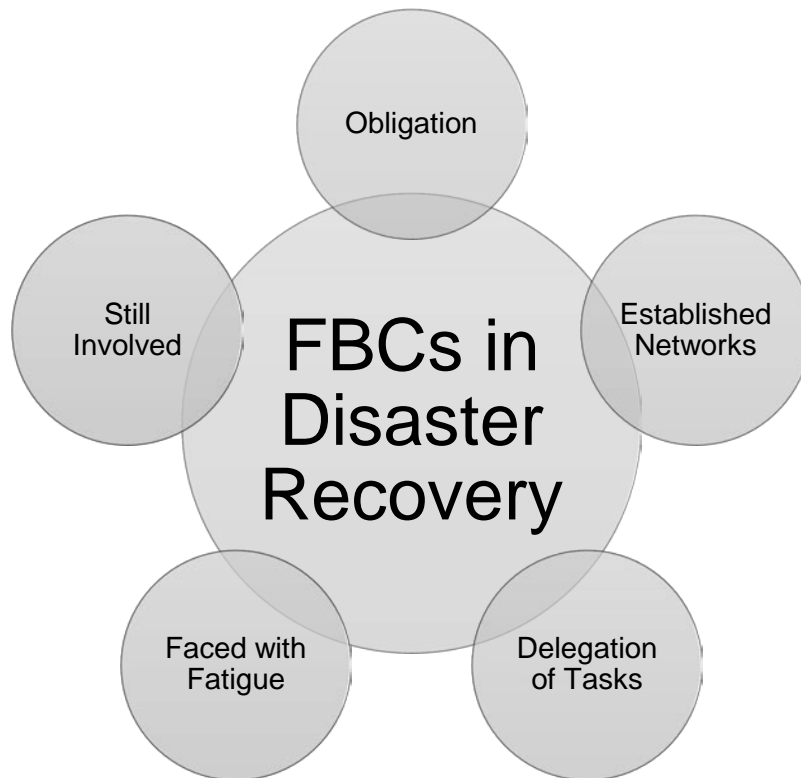 Obligation
Established
Networks
Delegation
of Tasks
Faced with
Fatigue
Still
Involved
FBCs in
Disaster
Recovery